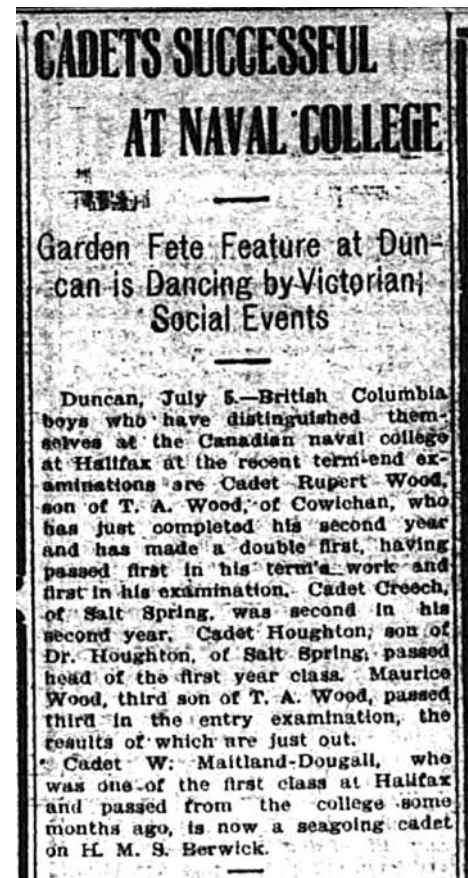 CADETS SUCCESSFUL
AT NAVAL COLLEGE
Garden Fete Feature at Dun-
can is Dancing by Victorian;
Social Events
Duncan, July 5.—British Columbia
boys who have distinguished them-
selves at the Canadian naval college
at Halifax at the recent term-end ex-
aminations are Cadet Rupert Wood,
son of T. A. Wood, of Cowichan, who
has just completed his second year
and has made a double first, having
passed first in his term's work and
first in his examination. Cadet Creech,
of Salt Spring, was second in his
second year. Cadet Houghton, son of
Dr. Houghton, of Salt Spring, passed
head of the first year class. Maurice
Wood, third son of T. A. Wood, passed
third in the entry examination, the
results of which are just out.
Cadet W. Maitland-Dougall, who
was one of the first class at Halifax
and passed from the college some
months ago, is now a seagoing cadet
on H. M. S. Berwick.